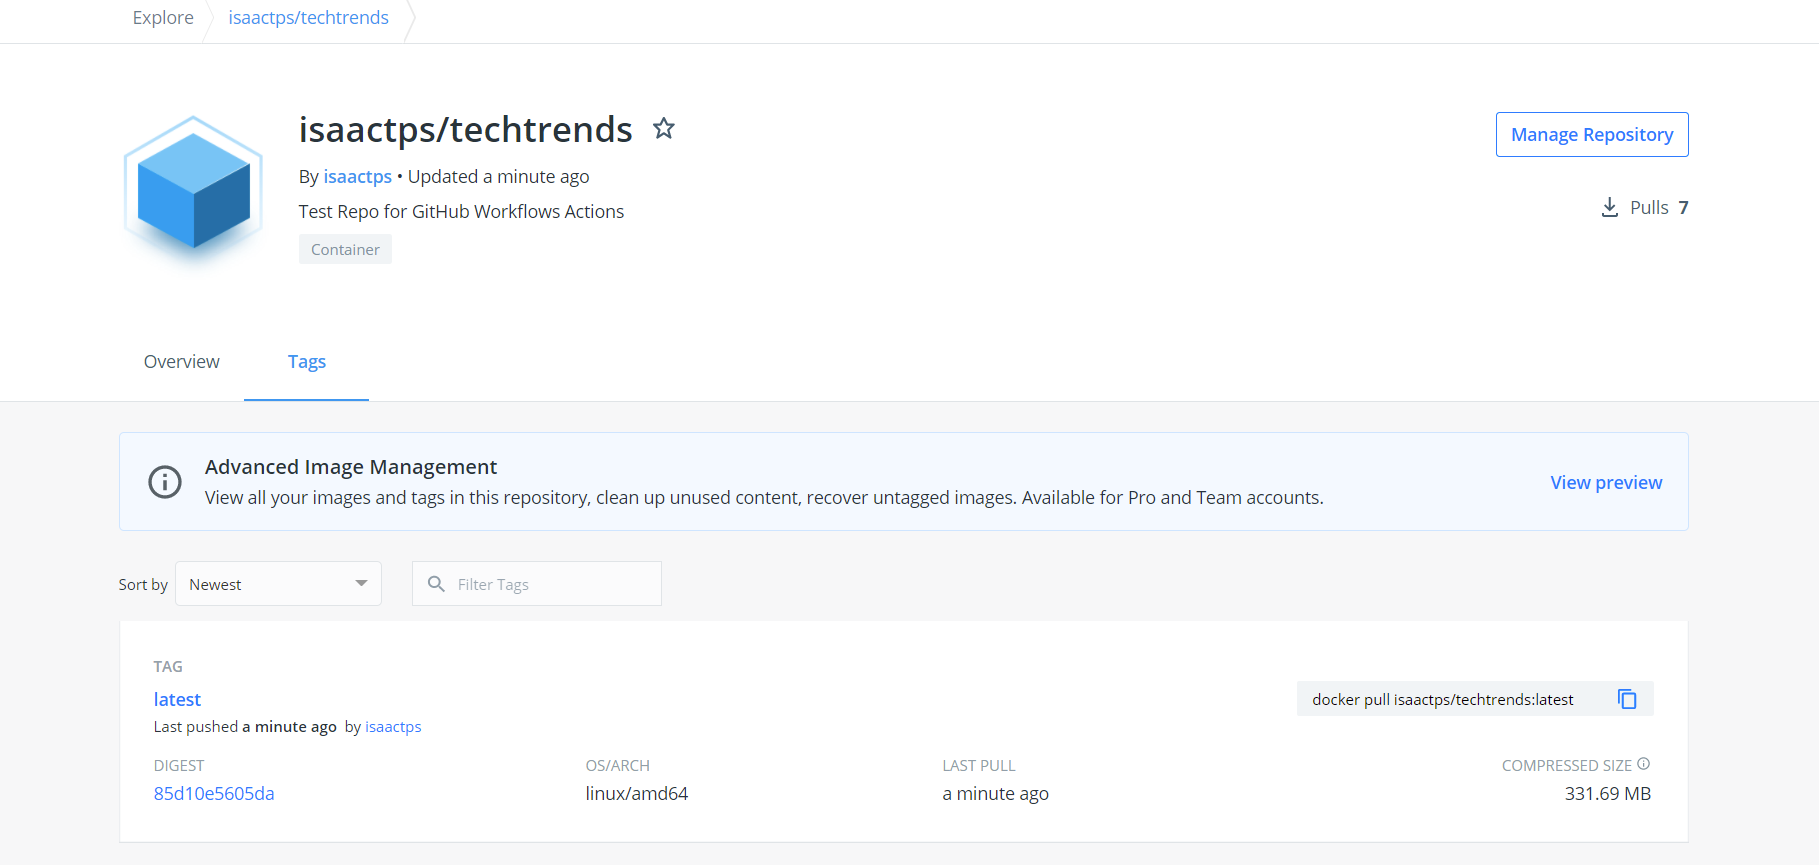 Explore isaactps/techtrends
isaactps/techtrends
Manage Repository
By isaactps • Updated a minute ago
Pulls 7
Test Repo for GitHub Workflows Actions
Container
Overview Tags
Advanced Image Management
View all your images and tags in this repository, clean up unused content, recover untagged images. Available for Pro and Team accounts.
View preview
Sort by Newest Filter Tags
TAG
latest
docker pull isaactps/techtrends:latest
Last pushed a minute ago by isaactps
DIGEST OS/ARCH LAST PULL COMPRESSED SIZE
85d10e5605da linux/amd64 a minute ago 331.69 MB